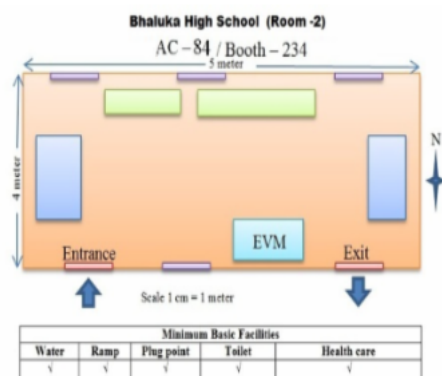 Bhaluka High School (Room -2)
AC – 84 / Booth – 234
5 meter
4 meter
N
EVM
Entrance
Exit
Scale 1 cm = 1 meter
Minimum Basic Facilities
Water Ramp Plug point Toilet Health care
√ √ √ √ √